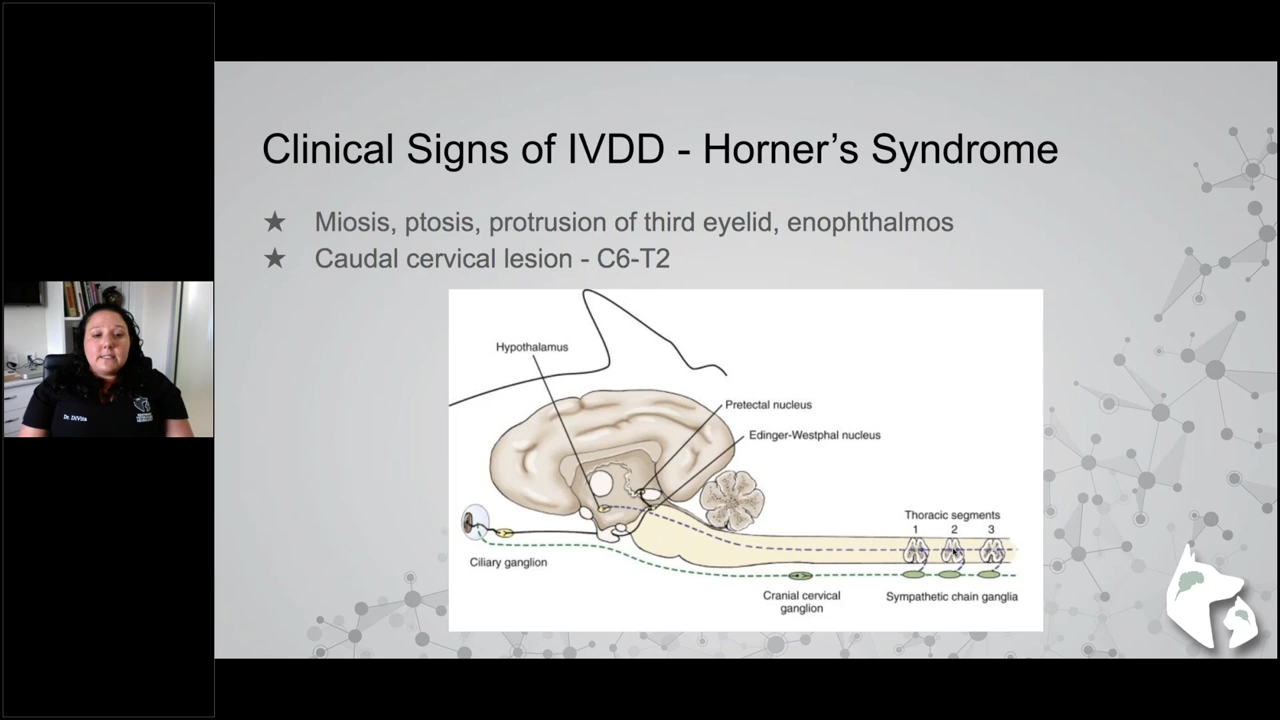 Clinical Signs of IVDD - Horner's Syndrome
★ Miosis, ptosis, protrusion of third eyelid, enophthalmos
★ Caudal cervical lesion - C6-T2
Hypothalamus
Pretectal nucleus
Edinger-Westphal nucleus
Thoracic segments
1 2 3
Ciliary ganglion
Cranial cervical
ganglion
Sympathetic chain ganglia
Dr. DiVita